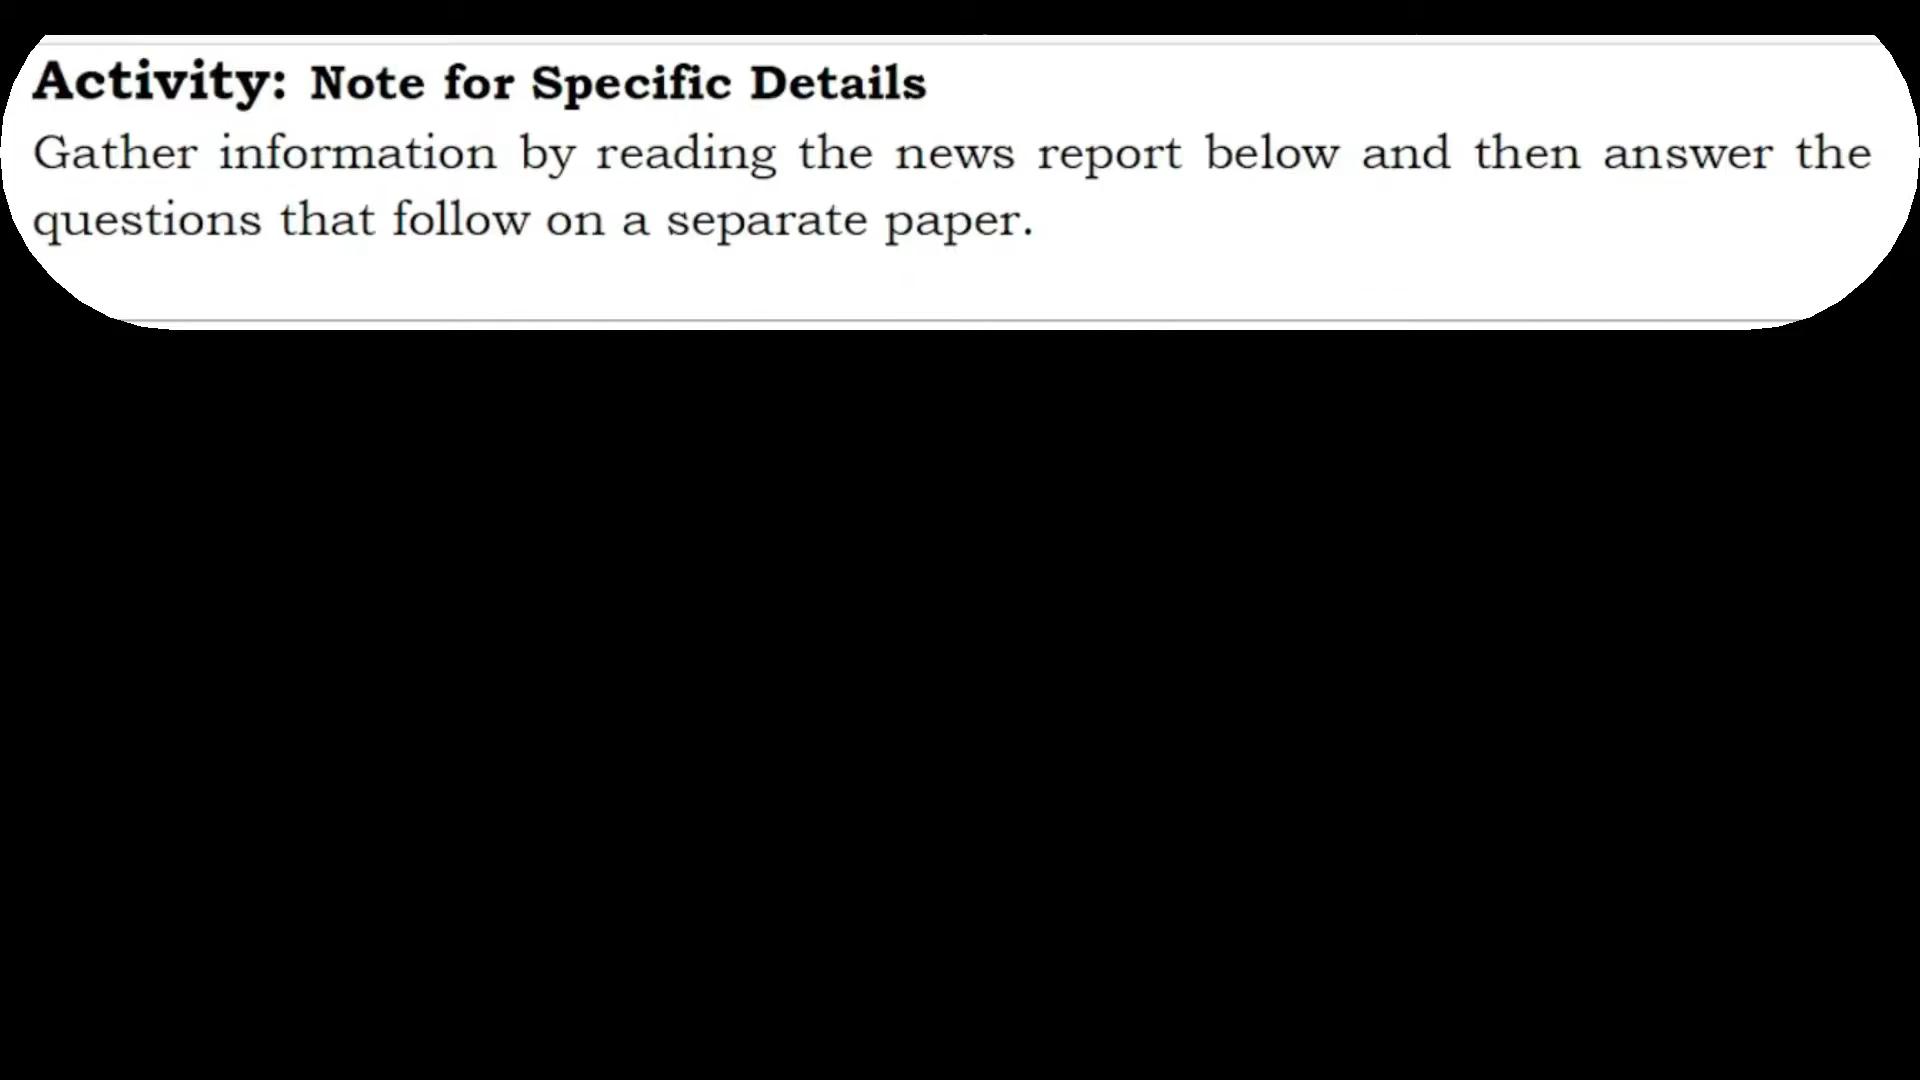 Activity: Note for Specific Details
Gather information by reading the news report below and then answer the
questions that follow on a separate paper.